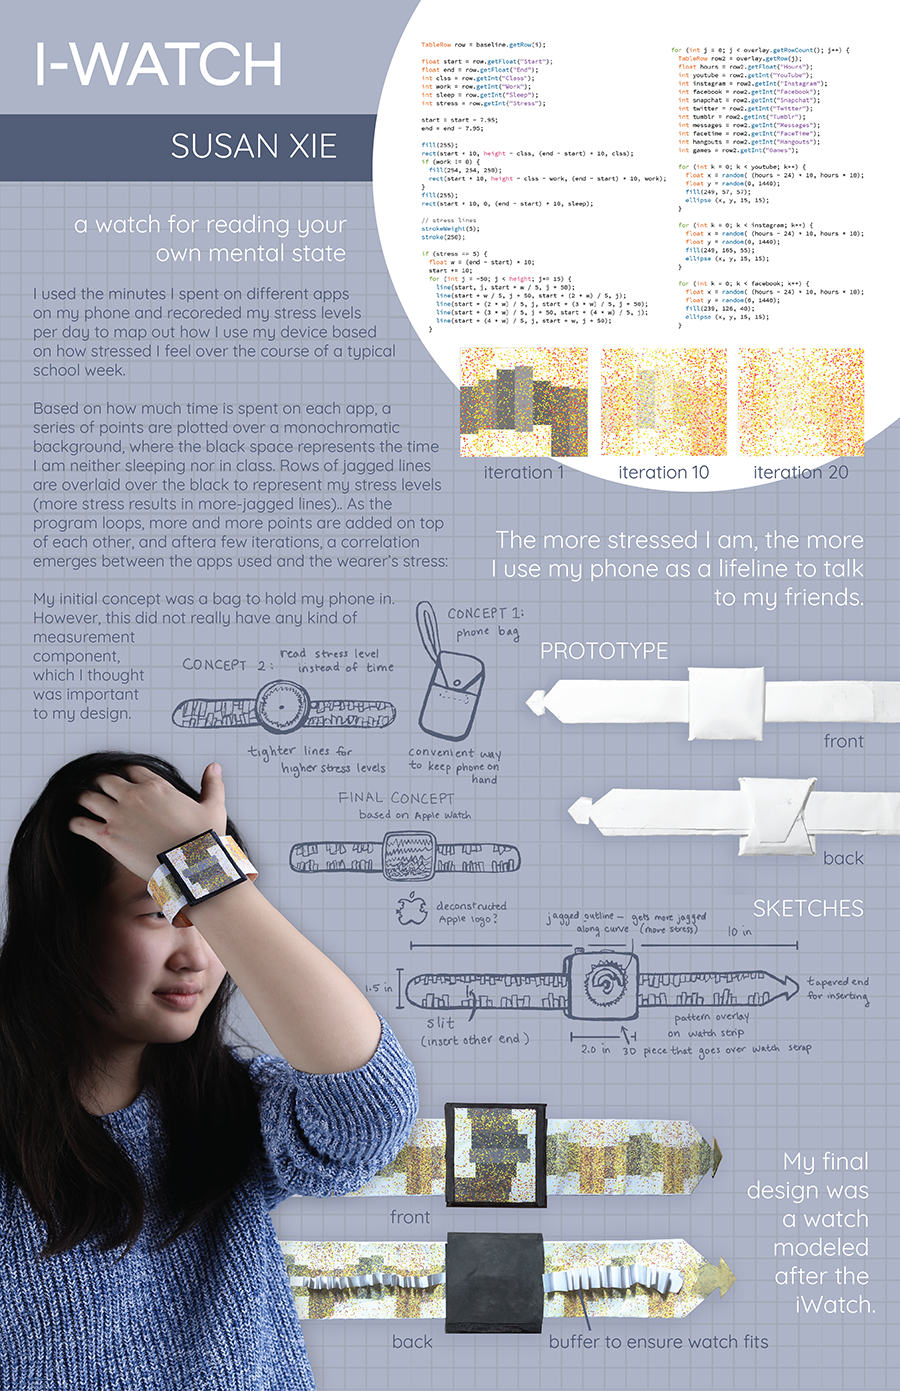 I-WATCH
SUSAN XIE
a watch for reading your
own mental state
I used the minutes I spent on different apps
on my phone and recoreded my stress levels
per day to map out how I use my device based
on how stressed I feel over the course of a typical
school week.
Based on how much time is spent on each app, a
series of points are plotted over a monochromatic
background, where the black space represents the time
I am neither sleeping nor in class. Rows of jagged lines
are overlaid over the black to represent my stress levels
(more stress results in more-jagged lines).. As the
program loops, more and more points are added on top
of each other, and aftera few iterations, a correlation
emerges between the apps used and the wearer's stress:
My initial concept was a bag to hold my phone in.
However, this did not really have any kind of
measurement
component,
which I thought
was important
to my design.
TableRow row = baseline.getRow(i);
float start = row.getFloat("Start");
float end = row.getFloat("End");
int clss = row.getInt("Class");
int work = row.getInt("Work");
int sleep = row.getInt("Sleep");
int stress = row.getInt("Stress");
start = start - 7.95;
end = end - 7.95;
fill(255);
rect(start * 10, height - clss, (end - start) * 10, clss);
if (work != 0) {
fill(254, 254, 250);
rect(start * 10, height - clss - work, (end - start) * 10, work);
}
fill(255);
rect(start * 10, 0, (end - start) * 10, sleep);
// stress lines
strokeWeight(5);
stroke(250);
if (stress == 5) {
float w = (end - start) * 10;
start *= 10;
for (int j = -50; j < height; j+= 15) {
line(start, j, start + w / 5, j + 50);
line(start + w / 5, j + 50, start + (2 * w) / 5, j);
line(start + (2 * w) / 5, j, start + (3 * w) / 5, j + 50);
line(start + (3 * w) / 5, j + 50, start + (4 * w) / 5, j);
line(start + (4 * w) / 5, j, start + w, j + 50);
}
for (int j = 0; j < overlay.getRowCount(); j++) {
TableRow row2 = overlay.getRow(j);
float hours = row2.getFloat("Hours");
int youtube = row2.getInt("YouTube");
int instagram = row2.getInt("Instagram");
int facebook = row2.getInt("Facebook");
int snapchat = row2.getInt("Snapchat");
int twitter = row2.getInt("Twitter");
int tumblr = row2.getInt("Tumblr");
int messages = row2.getInt("Messages");
int facetime = row2.getInt("FaceTime");
int hangouts = row2.getInt("Hangouts");
int games = row2.getInt("Games");
for (int k = 0; k < youtube; k++) {
float x = random( (hours - 24) * 10, hours * 10);
float y = random(0, 1440);
fill(249, 57, 57);
ellipse (x, y, 15, 15);
}
for (int k = 0; k < instagram; k++) {
float x = random( (hours - 24) * 10, hours * 10);
float y = random(0, 1440);
fill(249, 165, 55);
ellipse (x, y, 15, 15);
}
for (int k = 0; k < facebook; k++) {
float x = random( (hours - 24) * 10, hours * 10);
float y = random(0, 1440);
fill(239, 126, 40);
ellipse (x, y, 15, 15);
}
iteration 1
iteration 10
iteration 20
The more stressed I am, the more
I use my phone as a lifeline to talk
to my friends.
CONCEPT 1:
phone bag
convenient way
to keep phone on
hand
CONCEPT 2:
read stress level
instead of time
tighter lines for
higher stress levels
FINAL CONCEPT
based on Apple Watch
deconstructed
Apple logo?
PROTOTYPE
front
back
SKETCHES
jagged outline — gets more jagged
along curve (more stress)
10 in
1.5 in
tapered end
for inserting
slit
(insert other end)
pattern overlay
on watch strip
2.0 in
3D piece that goes over watch strap
front
back
buffer to ensure watch fits
My final
design was
a watch
modeled
after the
iWatch.